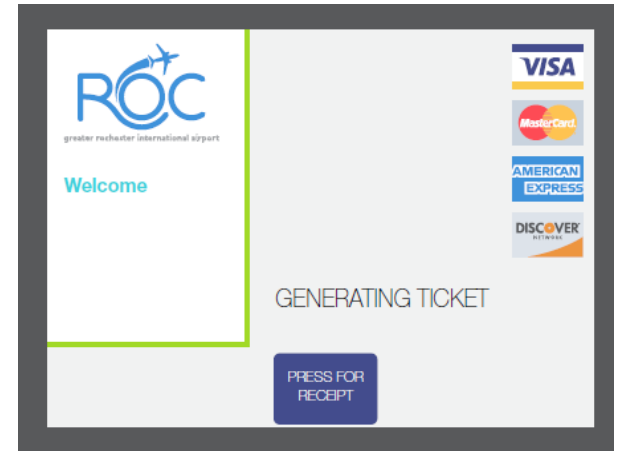 ROC
greater rochester international airport
Welcome
VISA
MasterCard
AMERICAN
EXPRESS
DISCOVER
NETWORK
GENERATING TICKET
PRESS FOR
RECEIPT